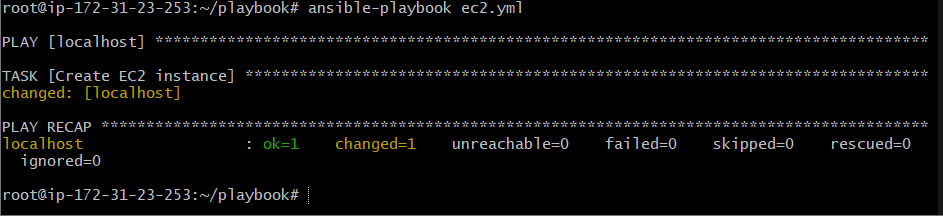 root@ip-172-31-23-253:~/playbook# ansible-playbook ec2.yml
PLAY [localhost] **************************************************************************************
TASK [Create EC2 instance] ****************************************************************************
changed: [localhost]
PLAY RECAP ********************************************************************************************
localhost                  : ok=1    changed=1    unreachable=0    failed=0    skipped=0    rescued=0
  ignored=0
root@ip-172-31-23-253:~/playbook#